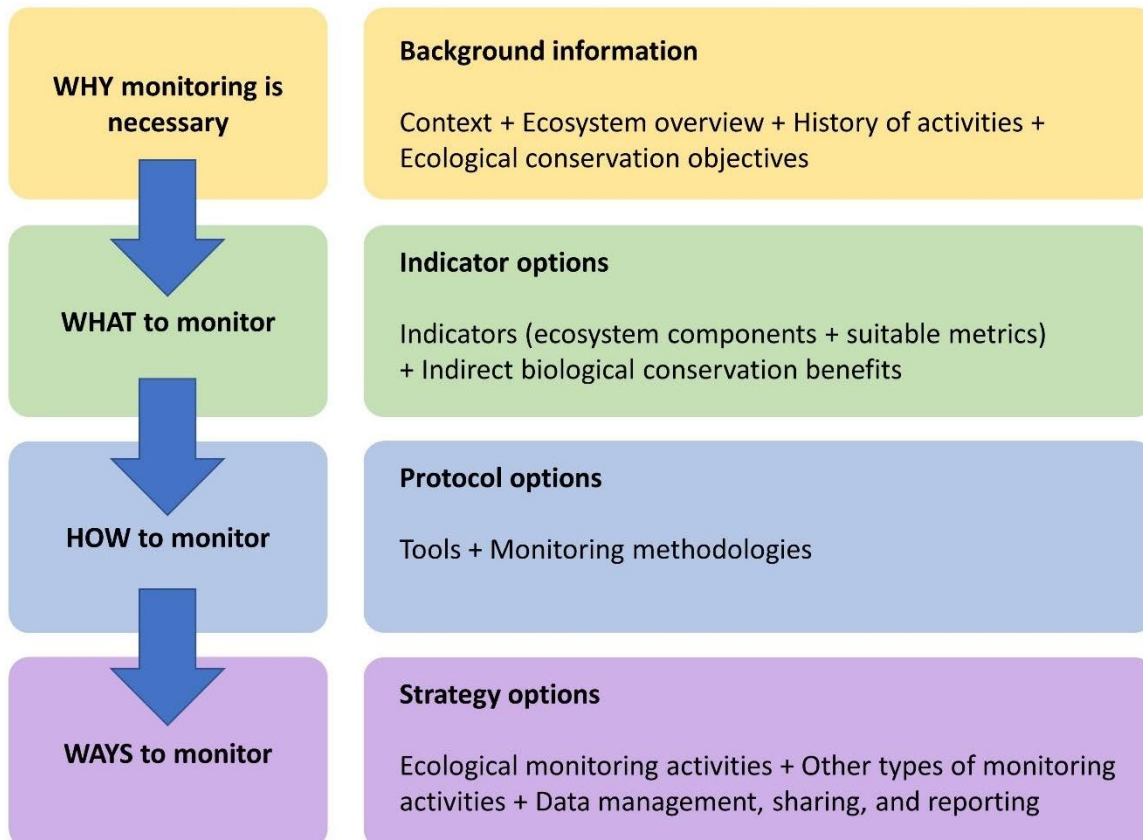 WHY monitoring is
necessary
Background information
Context + Ecosystem overview + History of activities +
Ecological conservation objectives
WHAT to monitor
Indicator options
Indicators (ecosystem components + suitable metrics)
+ Indirect biological conservation benefits
HOW to monitor
Protocol options
Tools + Monitoring methodologies
WAYS to monitor
Strategy options
Ecological monitoring activities + Other types of monitoring
activities + Data management, sharing, and reporting